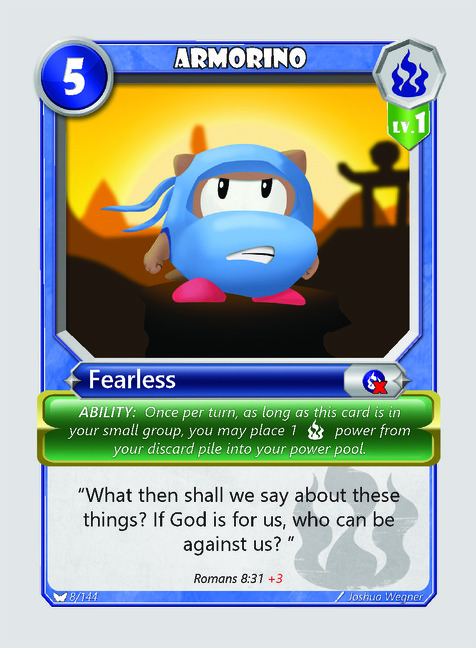 ARMORINO
5
LV.1
Fearless
ABILITY: Once per turn, as long as this card is in
your small group, you may place 1 power from
your discard pile into your power pool.
“What then shall we say about these
things? If God is for us, who can be
against us? ”
Romans 8:31 +3
8/144
Joshua Wegner